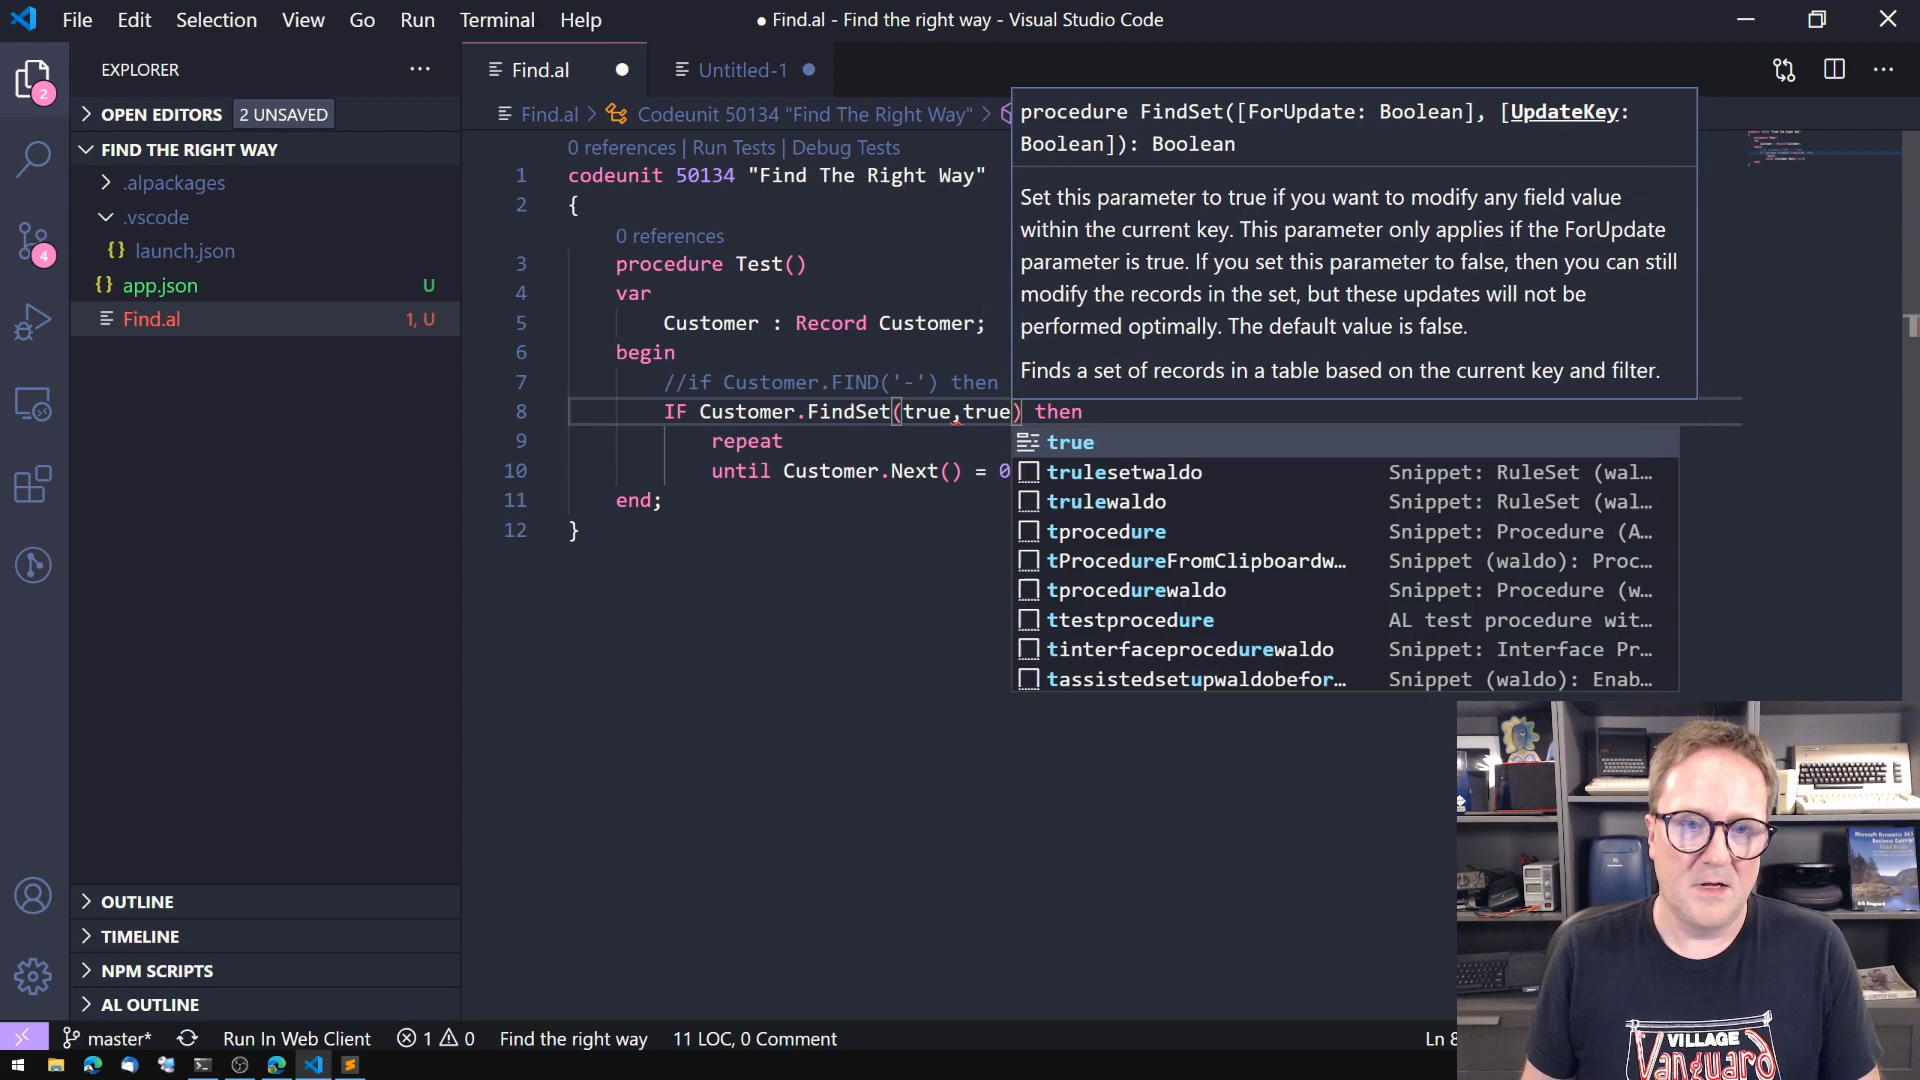 File Edit Selection View Go Run Terminal Help
● Find.al - Find the right way - Visual Studio Code
EXPLORER
Find.al
Untitled-1
OPEN EDITORS 2 UNSAVED
FIND THE RIGHT WAY
.alpackages
.vscode
{} launch.json
{} app.json U
Find.al 1, U
2
4
Find.al > Codeunit 50134 "Find The Right Way" >
0 references | Run Tests | Debug Tests
1 codeunit 50134 "Find The Right Way"
2 {
0 references
3 procedure Test()
4 var
5 Customer : Record Customer;
6 begin
7 //if Customer.FIND('-') then
8 IF Customer.FindSet(true,true) then
9 repeat
10 until Customer.Next() = 0
11 end;
12 }
procedure FindSet([ForUpdate: Boolean], [UpdateKey:
Boolean]): Boolean
Set this parameter to true if you want to modify any field value
within the current key. This parameter only applies if the ForUpdate
parameter is true. If you set this parameter to false, then you can still
modify the records in the set, but these updates will not be
performed optimally. The default value is false.
Finds a set of records in a table based on the current key and filter.
true
trulesetwaldo Snippet: RuleSet (wal…
trulewaldo Snippet: RuleSet (wal…
tprocedure Snippet: Procedure (A…
tProcedureFromClipboardw… Snippet (waldo): Proc…
tprocedurewaldo Snippet: Procedure (w…
ttestprocedure AL test procedure wit…
tinterfaceprocedurewaldo Snippet: Interface Pr…
tassistedsetupwaldobefor… Snippet (waldo): Enab…
OUTLINE
TIMELINE
NPM SCRIPTS
AL OUTLINE
master* Run In Web Client 1 0 Find the right way 11 LOC, 0 Comment
Ln 8
Microsoft Dynamics 365
Business Central
Field Guide
VILLAGE
Vanguard